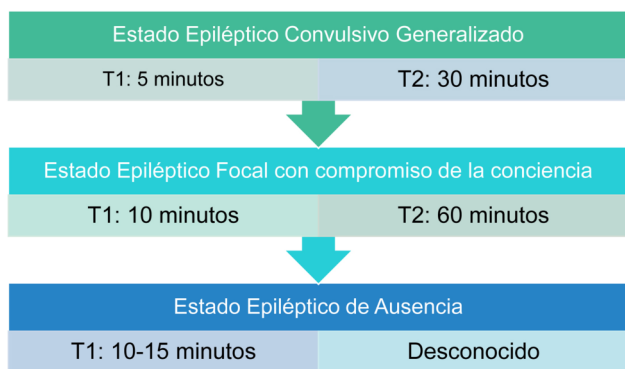 Estado Epiléptico Convulsivo Generalizado
T1: 5 minutos
T2: 30 minutos
Estado Epiléptico Focal con compromiso de la conciencia
T1: 10 minutos
T2: 60 minutos
Estado Epiléptico de Ausencia
T1: 10-15 minutos
Desconocido